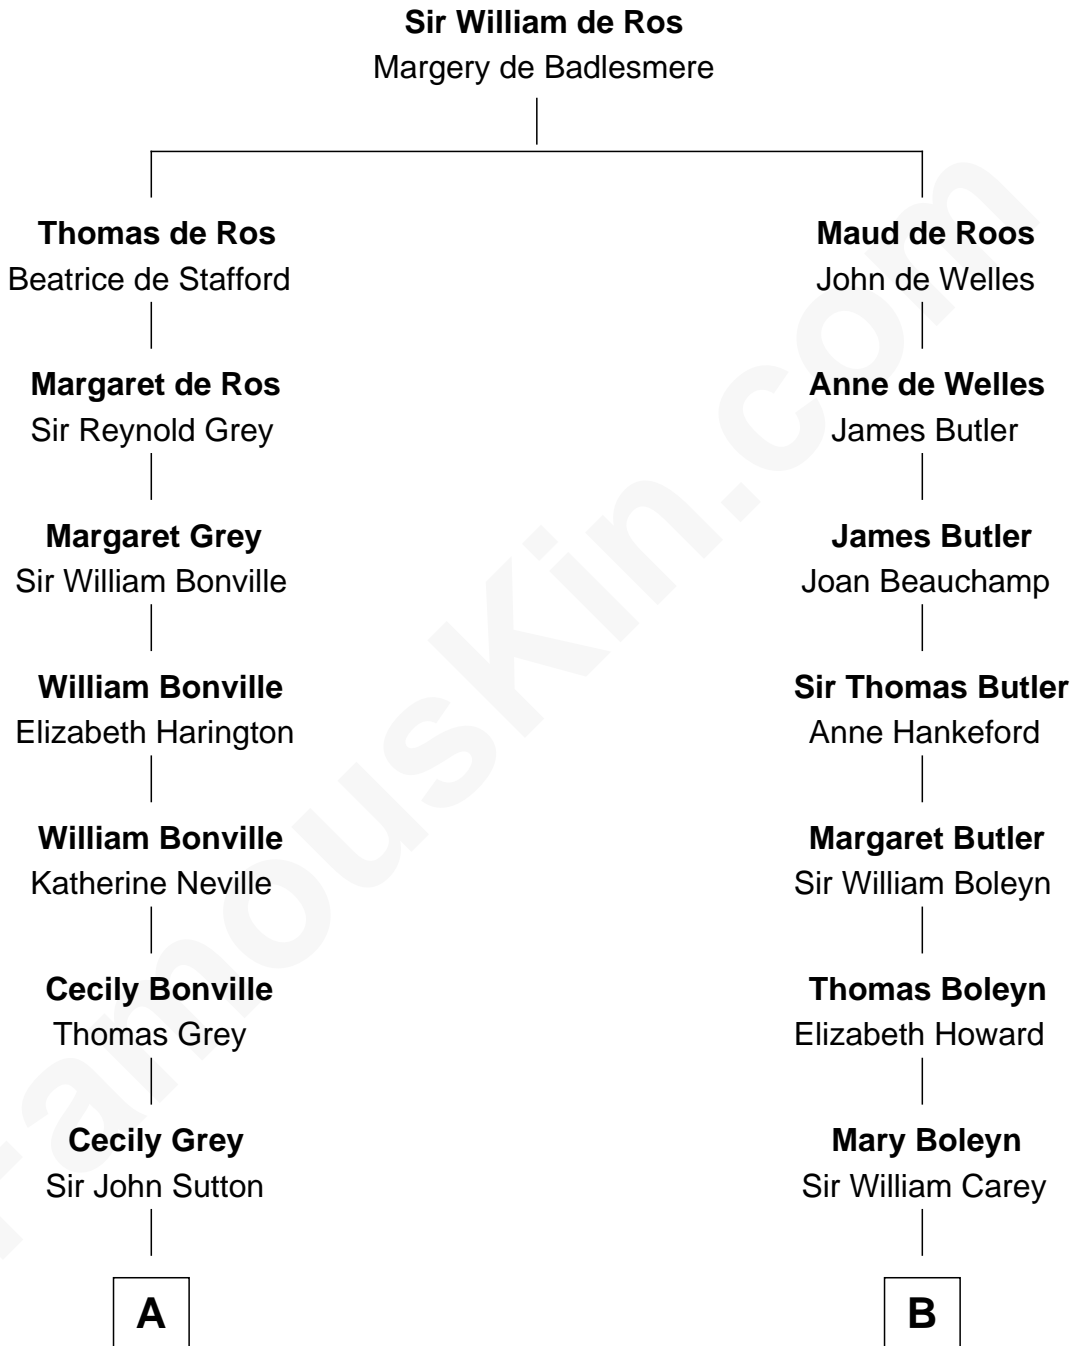 Sir William de Ros
Margery de Badlesmere
Thomas de Ros
Beatrice de Stafford
Maud de Roos
John de Welles
Margaret de Ros
Sir Reynold Grey
Anne de Welles
James Butler
Margaret Grey
Sir William Bonville
James Butler
Joan Beauchamp
William Bonville
Elizabeth Harington
Sir Thomas Butler
Anne Hankeford
William Bonville
Katherine Neville
Margaret Butler
Sir William Boleyn
Cecily Bonville
Thomas Grey
Thomas Boleyn
Elizabeth Howard
Cecily Grey
Sir John Sutton
Mary Boleyn
Sir William Carey
A
B
FamousKin.com